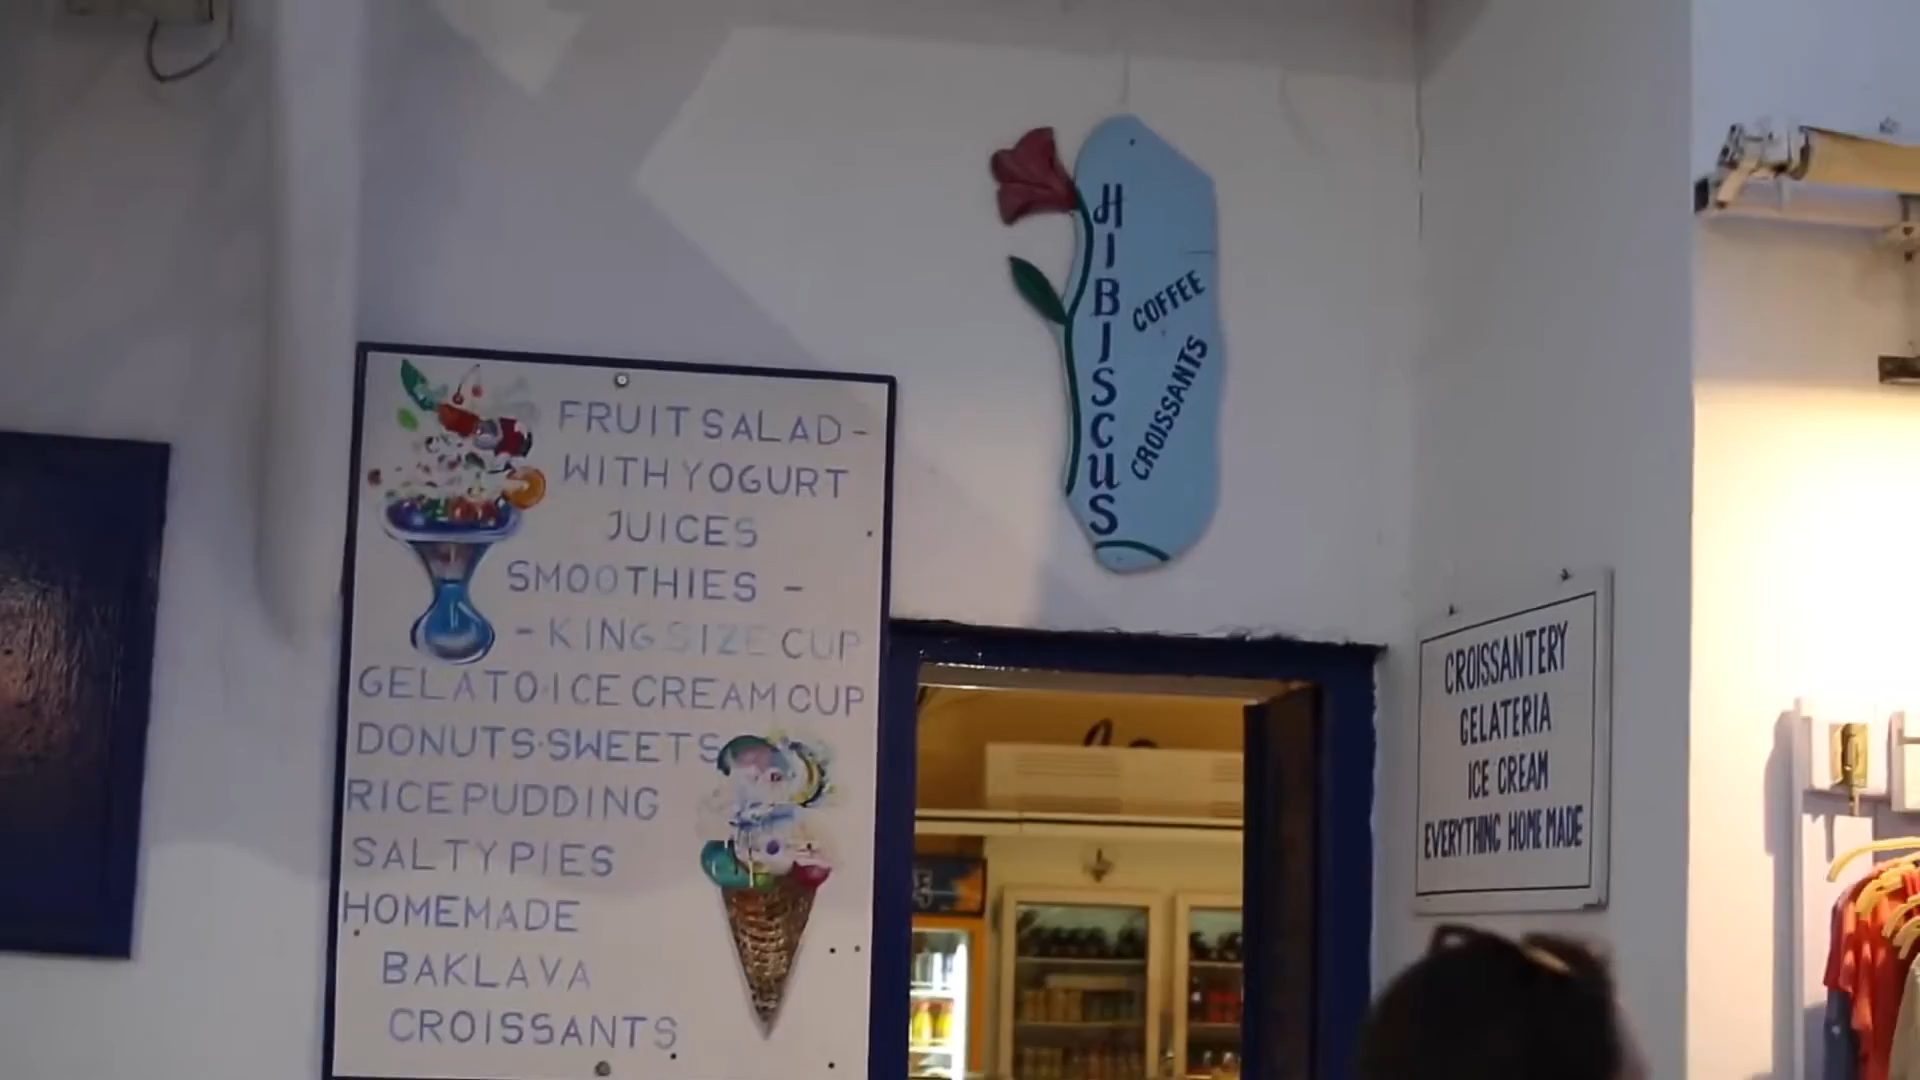 FRUIT SALAD -
WITH YOGURT
JUICES
SMOOTHIES -
- KING SIZE CUP
GELATO·ICE CREAM CUP
DONUTS·SWEETS
RICE PUDDING
SALTY PIES
HOMEMADE
BAKLAVA
CROISSANTS
HIBISCUS
COFFEE
CROISSANTS
CROISSANTERY
GELATERIA
ICE CREAM
EVERYTHING HOME MADE